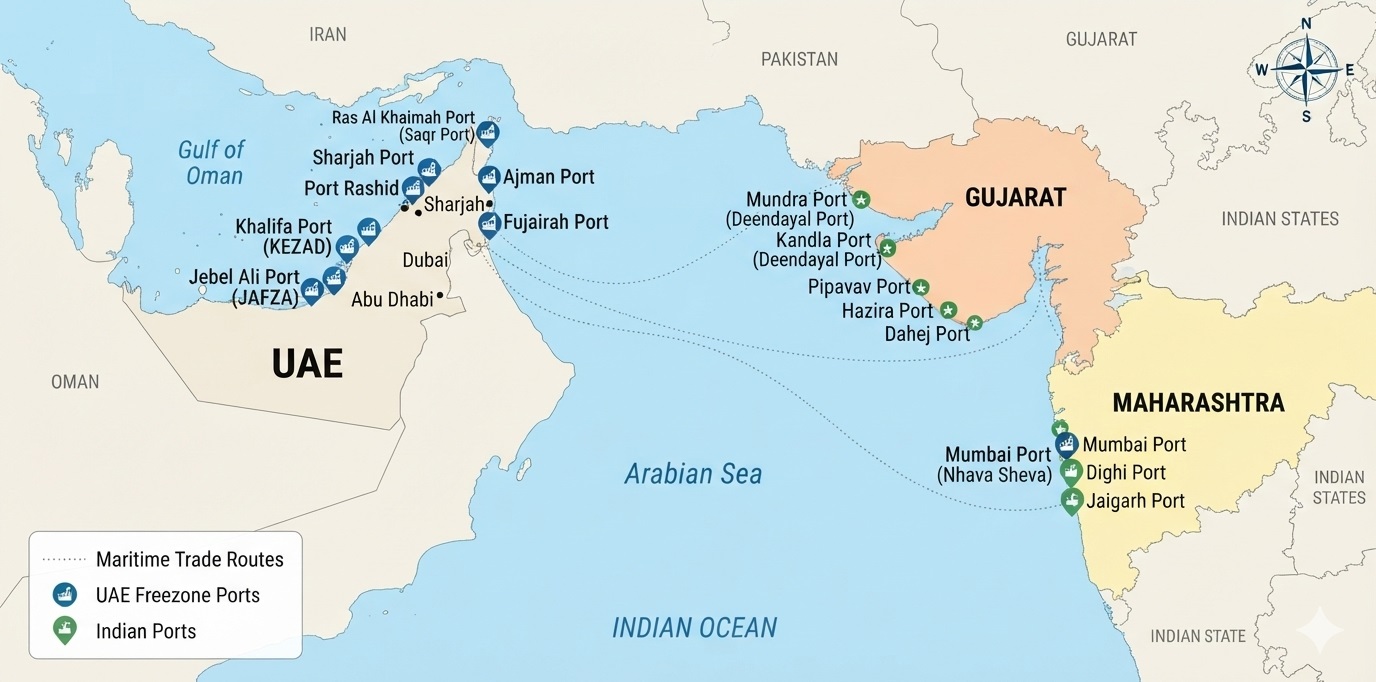 IRAN
PAKISTAN
GUJARAT
N
W
E
S
Gulf of
Oman
Ras Al Khaimah Port
(Saqr Port)
Sharjah Port
Port Rashid
Ajman Port
Sharjah
Fujairah Port
Khalifa Port
(KEZAD)
Dubai
Jebel Ali Port
(JAFZA)
Abu Dhabi
UAE
OMAN
Mundra Port
(Deendayal Port)
Kandla Port
(Deendayal Port)
Pipavav Port
Hazira Port
Dahej Port
GUJARAT
INDIAN STATES
MAHARASHTRA
Mumbai Port
(Nhava Sheva)
Mumbai Port
Dighi Port
Jaigarh Port
INDIAN
STATES
Arabian Sea
INDIAN OCEAN
INDIAN STATE
Maritime Trade Routes
UAE Freezone Ports
Indian Ports